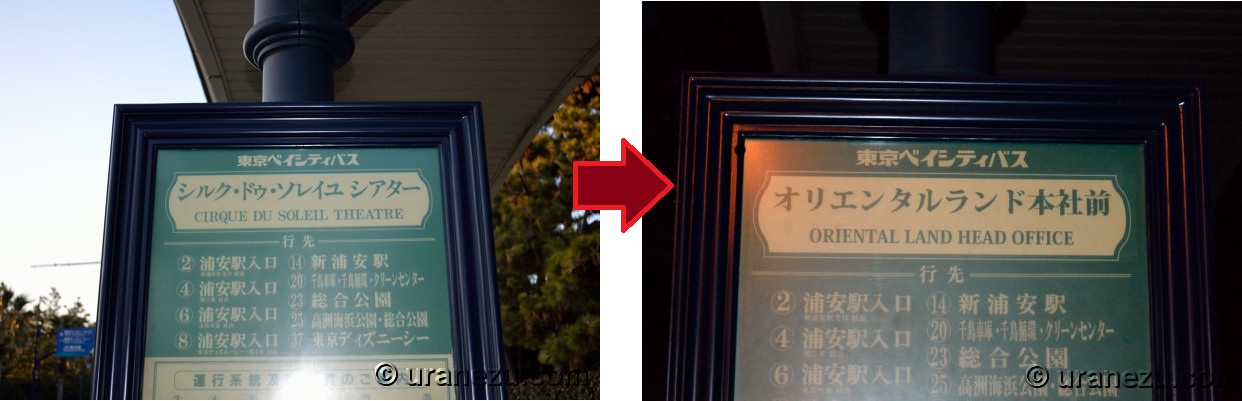 東京ベイシティバス
シルク・ドゥ・ソレイユ シアター
CIRQUE DU SOLEIL THEATRE
行先
② 浦安駅入口 ⑭ 新浦安駅
④ 浦安駅入口 ⑳ 千鳥車庫・千鳥循環・クリーンセンター
⑥ 浦安駅入口 23 総合公園
⑧ 浦安駅入口 25 高洲海浜公園・総合公園
37 東京ディズニーシー
運行系統及
のご
© uranezu.com
東京ベイシティバス
オリエンタルランド本社前
ORIENTAL LAND HEAD OFFICE
行先
② 浦安駅入口 ⑭ 新浦安駅
④ 浦安駅入口 ⑳ 千鳥車庫・千鳥循環・クリーンセンター
⑥ 浦安駅入口 23 総合公園
25 高洲海浜公園・総合公園
© uranezu.co